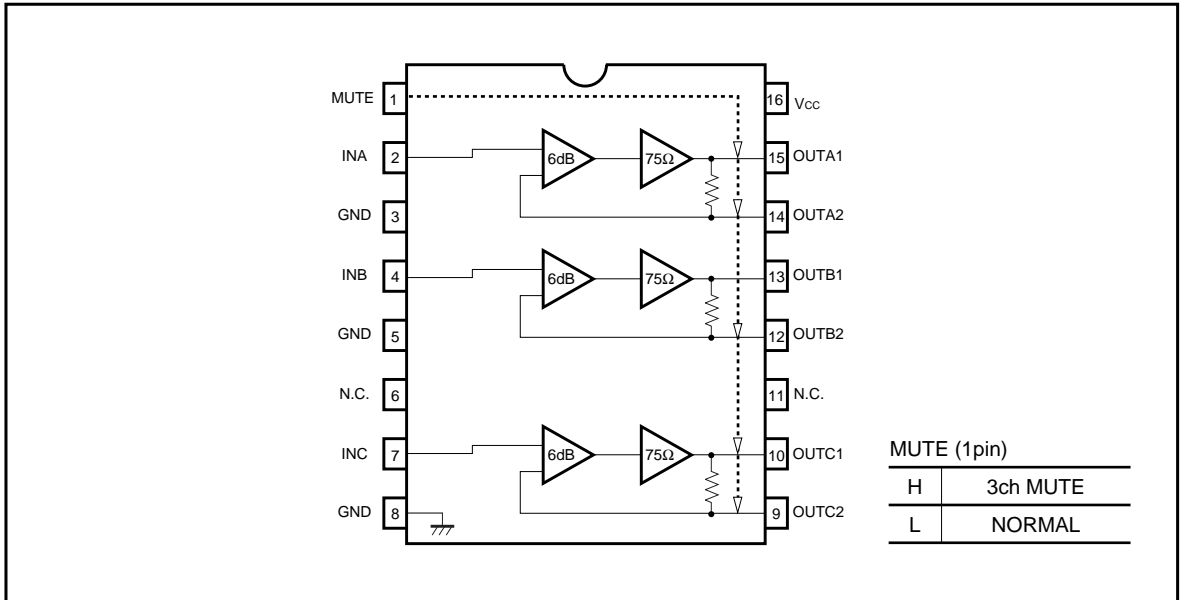 MUTE 1 16 Vcc
INA 2 6dB 75Ω 15 OUTA1
GND 3 14 OUTA2
INB 4 6dB 75Ω 13 OUTB1
GND 5 12 OUTB2
N.C. 6 11 N.C.
INC 7 6dB 75Ω 10 OUTC1
GND 8 9 OUTC2
MUTE (1pin)
H 3ch MUTE
L NORMAL